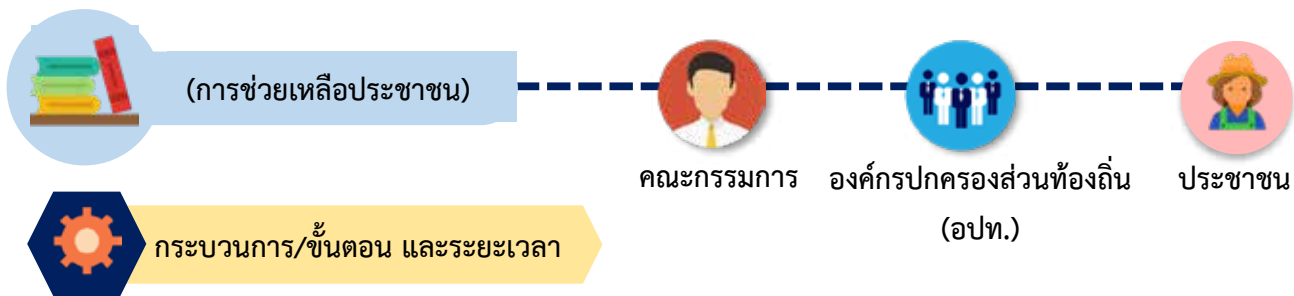 (การช่วยเหลือประชาชน)
คณะกรรมการ
องค์กรปกครองส่วนท้องถิ่น
(อปท.)
ประชาชน
กระบวนการ/ขั้นตอน และระยะเวลา